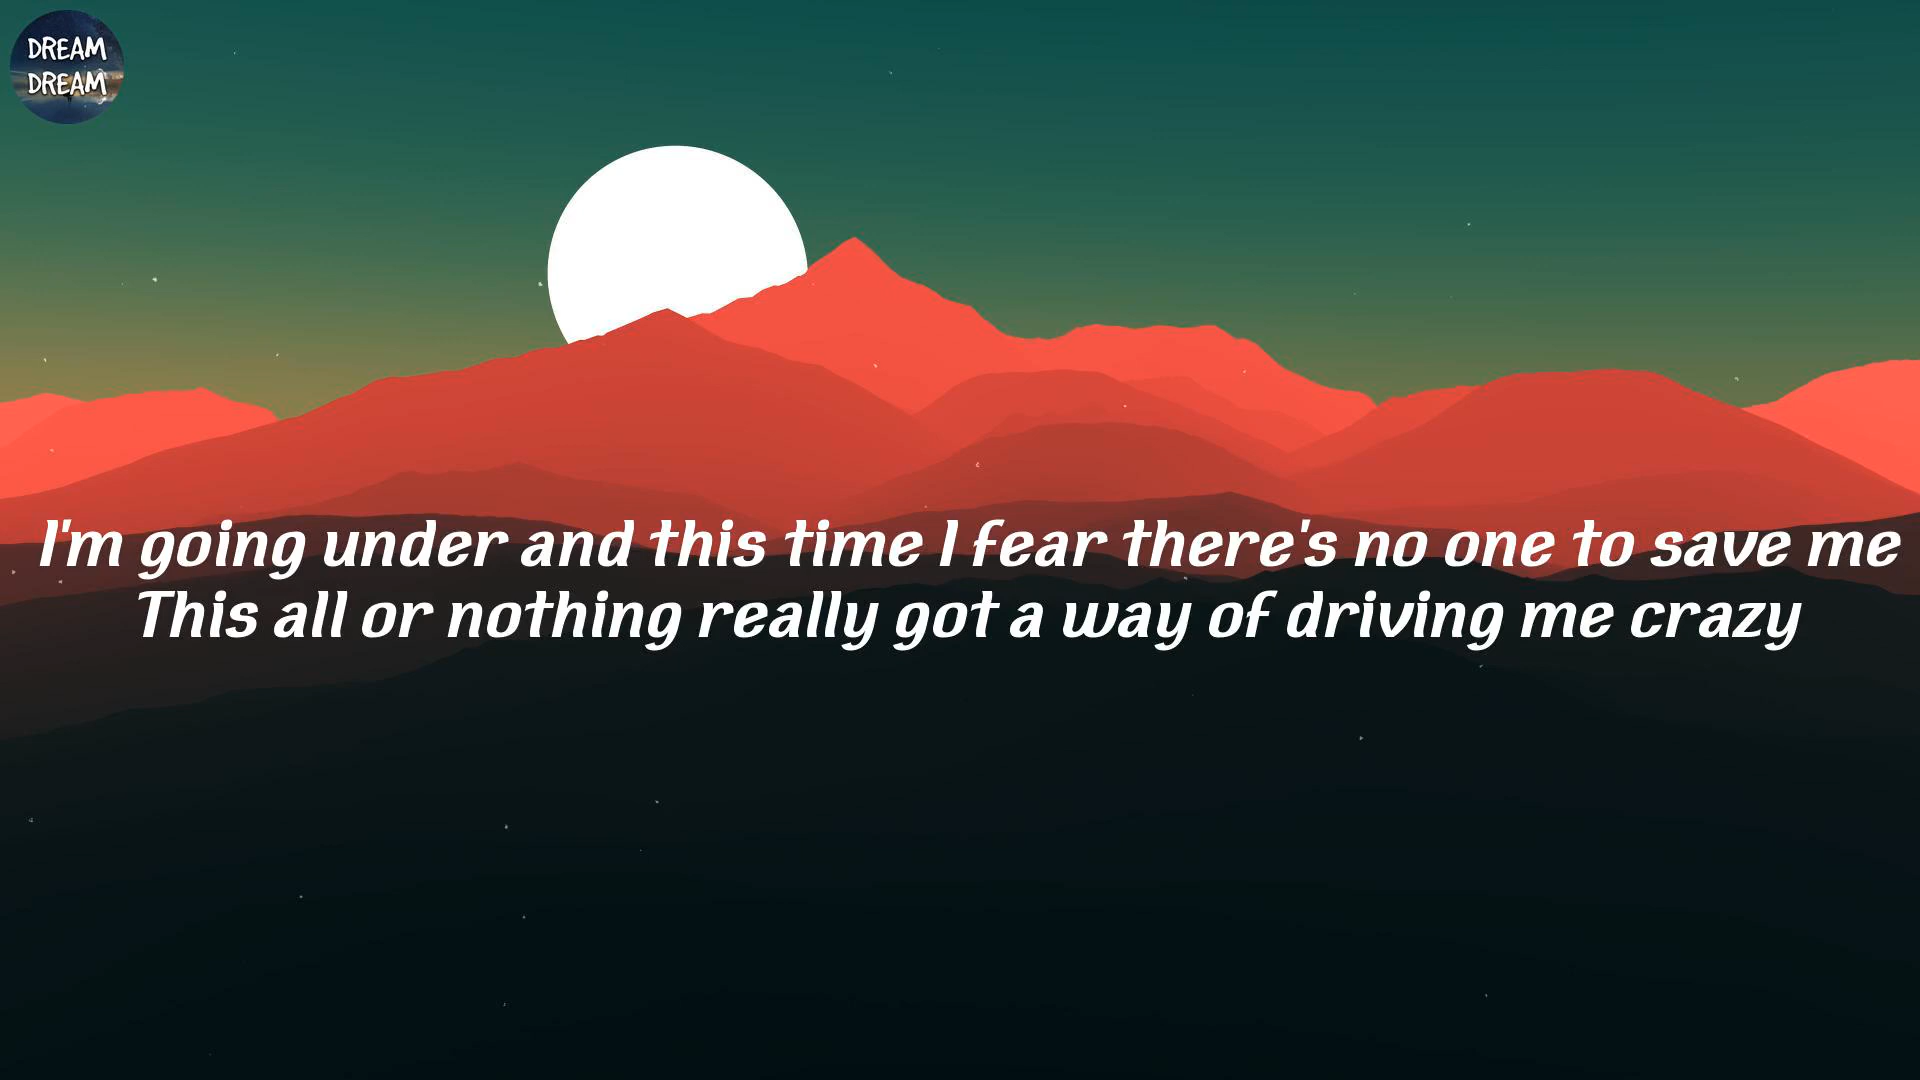 DREAM
DREAM
I'm going under and this time I fear there's no one to save me
This all or nothing really got a way of driving me crazy